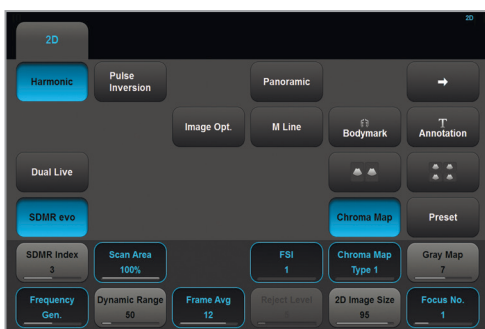 2D
2D
Harmonic
Pulse
Inversion
Panoramic
Image Opt.
M Line
Bodymark
T
Annotation
Dual Live
SDMR evo
Chroma Map
Preset
SDMR Index
3
Scan Area
100%
FSI
1
Chroma Map
Type 1
Gray Map
7
Frequency
Gen.
Dynamic Range
50
Frame Avg
12
Reject Level
2D Image Size
95
Focus No.
1